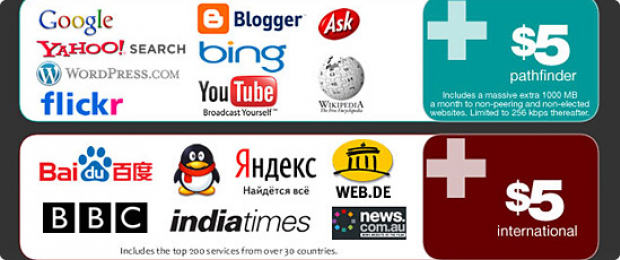 Google
Blogger
Ask
YAHOO! SEARCH
WORDPRESS.COM
bing
flickr
YouTube
Broadcast Yourself™
WIKIPEDIA
The Free Encyclopedia
+ $5
pathfinder
Includes a massive extra 1000 MB
a month to non-peering and non-elected
websites. Limited to 256 kbps thereafter.
Bai du 百度
Яндекс
Найдётся всё
WEB.DE
BBC
indiatimes
news.
com.au
+ $5
international
Includes the top 200 services from over 30 countries.